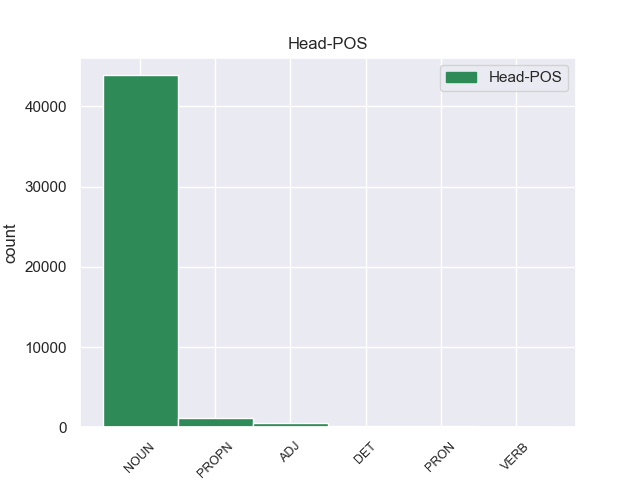 Head-POS
Head-POS
count
40000
30000
20000
10000
0
NOUN
PROPN
ADJ
DET
PRON
VERB